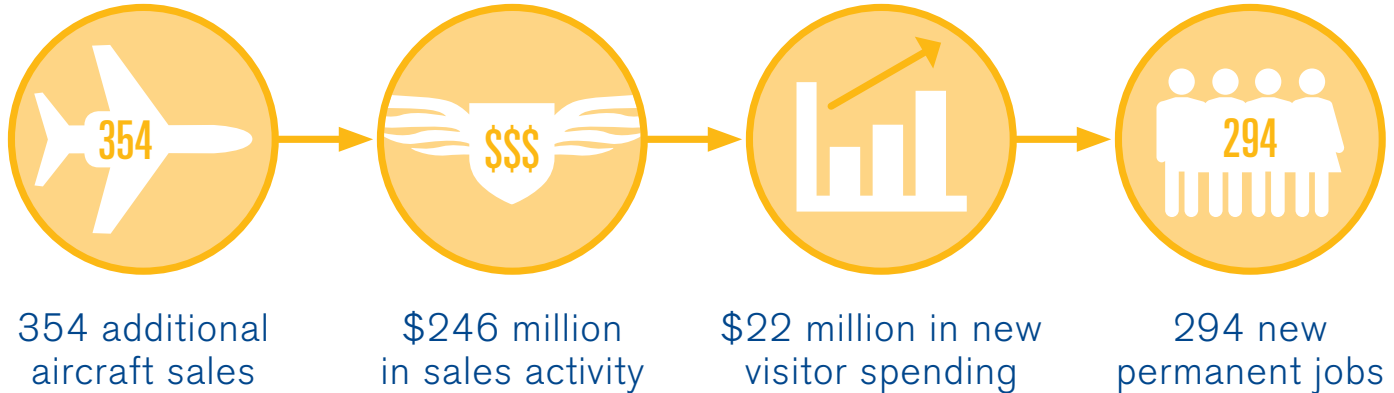 354
$$$
294
354 additional
aircraft sales
$246 million
in sales activity
$22 million in new
visitor spending
294 new
permanent jobs